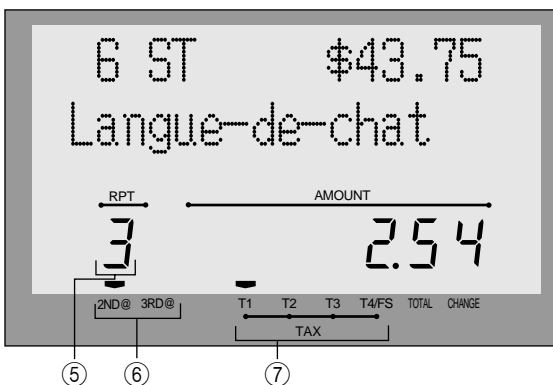 6 ST $43.75
Langue-de-chat
RPT AMOUNT
3 2.54
2ND@ 3RD@ T1 T2 T3 T4/FS TOTAL CHANGE
TAX
⑤ ⑥ ⑦